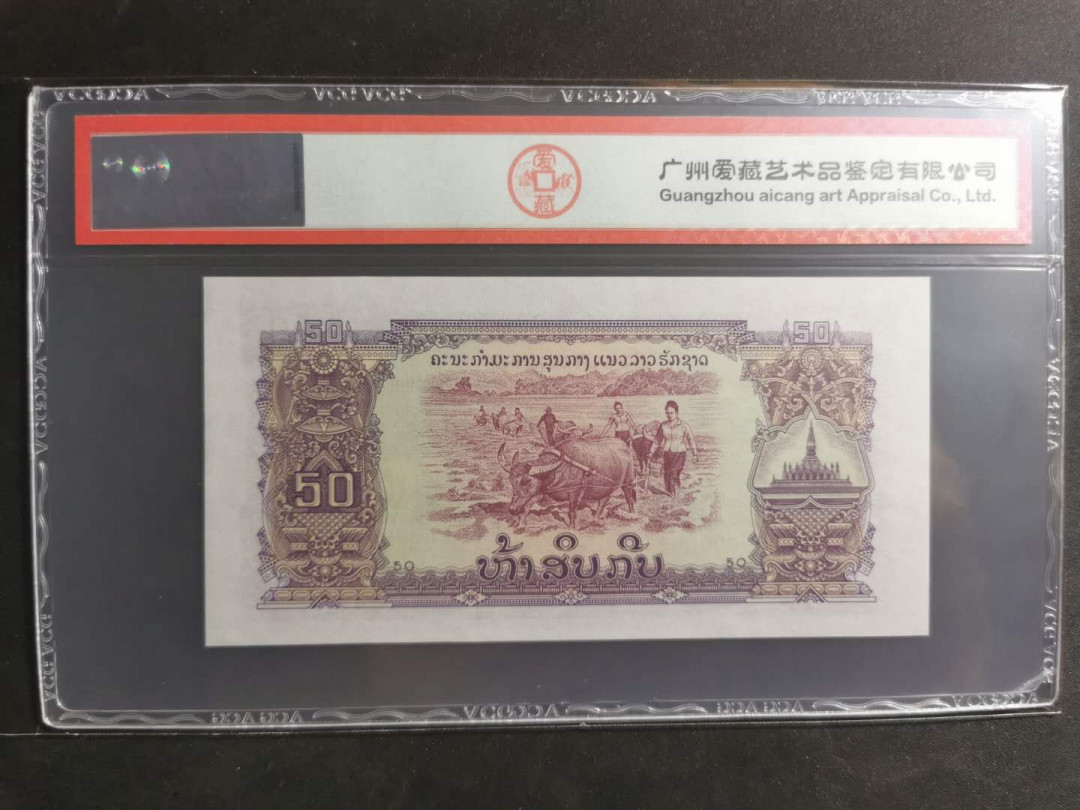 广州爱藏艺术品鉴定有限公司
Guangzhou aicang art Appraisal Co., Ltd.
爱藏
50 50
ຄະນະກຳມະການສູນກາງ ແນວລາວຮັກຊາດ
50
50 ຫ້າສິບກີບ 50